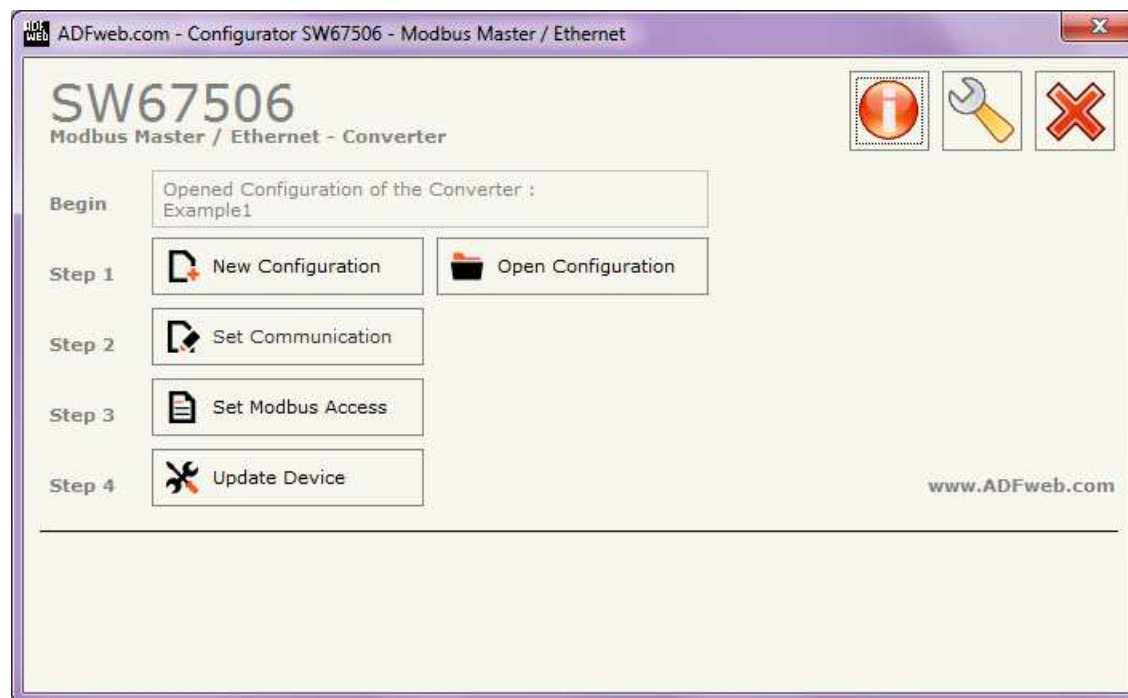 ADF
WEB
ADFweb.com - Configurator SW67506 - Modbus Master / Ethernet
SW67506
Modbus Master / Ethernet - Converter
Begin
Opened Configuration of the Converter :
Example1
Step 1
New Configuration
Open Configuration
Step 2
Set Communication
Step 3
Set Modbus Access
Step 4
Update Device
www.ADFweb.com